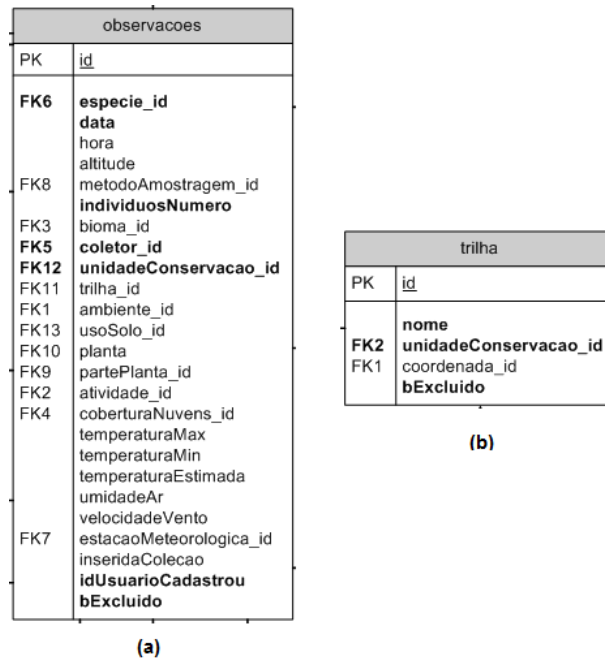 observacoes
PK id
FK6 especie_id
data
hora
altitude
FK8 metodoAmostragem_id
individuosNumero
FK3 bioma_id
FK5 coletor_id
FK12 unidadeConservacao_id
FK11 trilha_id
FK1 ambiente_id
FK13 usoSolo_id
FK10 planta
FK9 partePlanta_id
FK2 atividade_id
FK4 coberturaNuvens_id
temperaturaMax
temperaturaMin
temperaturaEstimada
umidadeAr
velocidadeVento
FK7 estacaoMeteorologica_id
inseridaColecao
idUsuarioCadastrou
bExcluido
(a)
trilha
PK id
nome
FK2 unidadeConservacao_id
FK1 coordenada_id
bExcluido
(b)